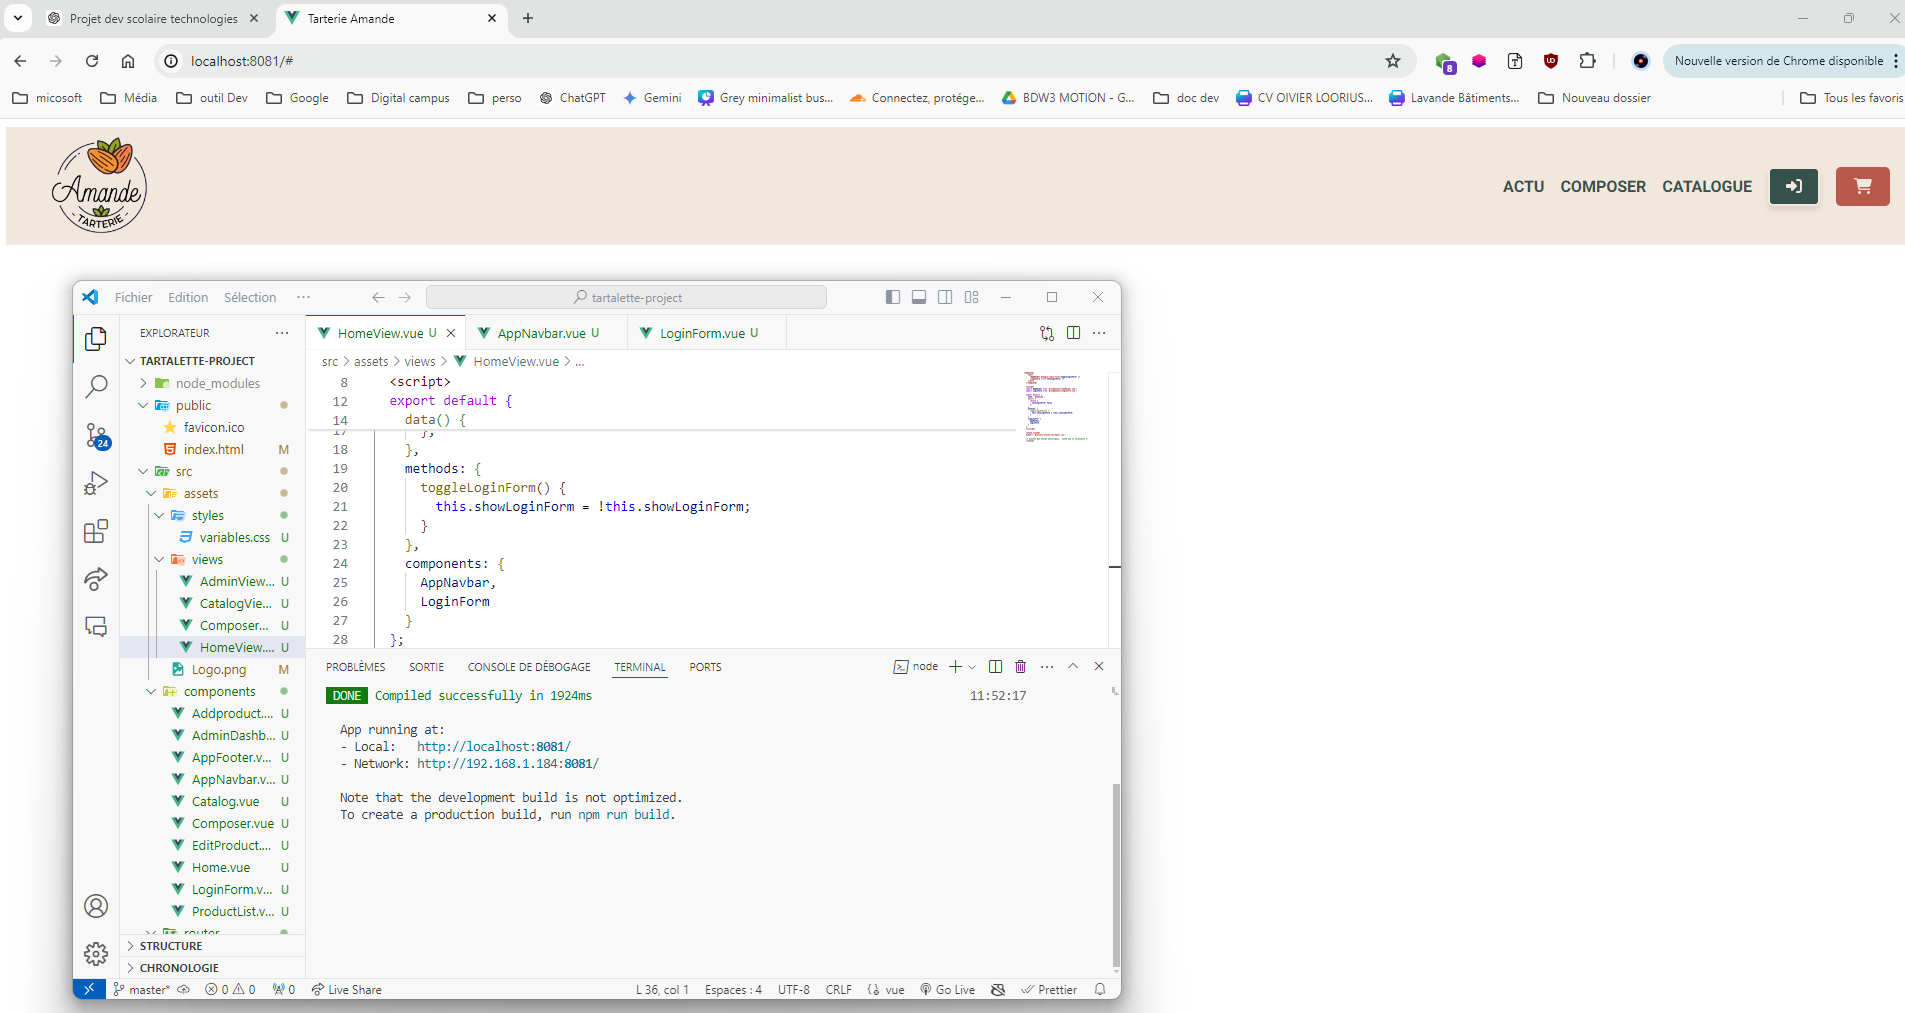 Projet dev scolaire technologies
Tarterie Amande
localhost:8081/#
8
Nouvelle version de Chrome disponible
micosoft
Média
outil Dev
Google
Digital campus
perso
ChatGPT
Gemini
Grey minimalist bus...
Connectez, protége...
BDW3 MOTION - G...
doc dev
CV OIVIER LOORIUS...
Lavande Bâtiments...
Nouveau dossier
Tous les favoris
Amande
- TARTERIE -
ACTU
COMPOSER
CATALOGUE
Fichier
Edition
Sélection
...
tartalette-project
EXPLORATEUR
...
HomeView.vue U
AppNavbar.vue U
LoginForm.vue U
TARTALETTE-PROJECT
src > assets > views > HomeView.vue > ...
node_modules
public
favicon.ico
index.html M
src
assets
styles
variables.css U
views
AdminView... U
CatalogVie... U
Composer... U
HomeView.... U
Logo.png M
components
Addproduct.... U
AdminDashb... U
AppFooter.v... U
AppNavbar.v... U
Catalog.vue U
Composer.vue U
EditProduct.... U
Home.vue U
LoginForm.v... U
ProductList.v... U
router
STRUCTURE
CHRONOLOGIE
24
8 <script>
12 export default {
14 data() {
17 },
18 },
19 methods: {
20 toggleLoginForm() {
21 this.showLoginForm = !this.showLoginForm;
22 }
23 },
24 components: {
25 AppNavbar,
26 LoginForm
27 }
28 };
PROBLÈMES
SORTIE
CONSOLE DE DÉBOGAGE
TERMINAL
PORTS
node
DONE Compiled successfully in 1924ms 11:52:17
App running at:
- Local: http://localhost:8081/
- Network: http://192.168.1.184:8081/
Note that the development build is not optimized.
To create a production build, run npm run build.
master*
0
0
0
Live Share
L 36, col 1
Espaces : 4
UTF-8
CRLF
vue
Go Live
Prettier